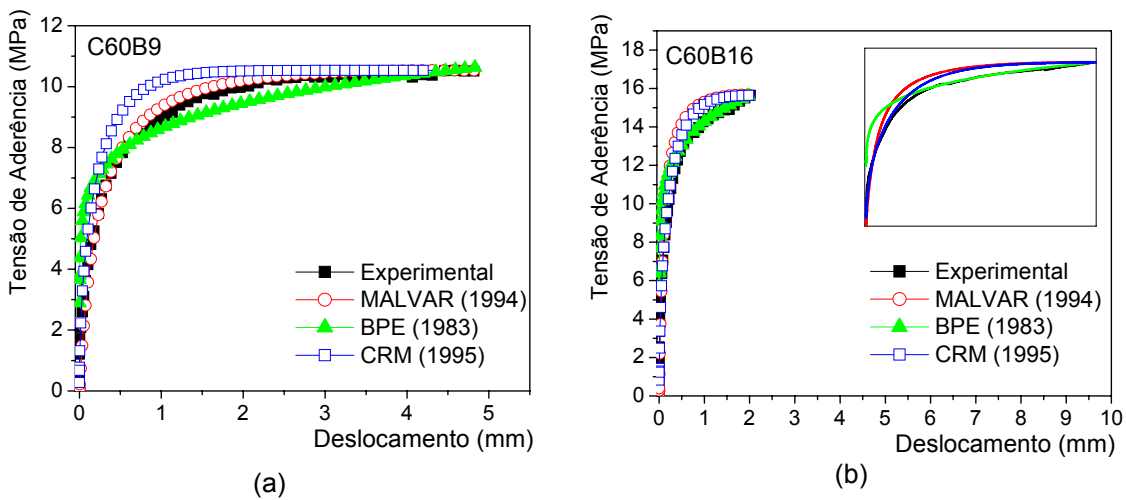 C60B9
Tensão de Aderência (MPa)
12
10
8
6
4
2
0
0 1 2 3 4 5
Deslocamento (mm)
Experimental
MALVAR (1994)
BPE (1983)
CRM (1995)
(a)
C60B16
Tensão de Aderência (MPa)
18
16
14
12
10
8
6
4
2
0
0 1 2 3 4 5 6 7 8 9 10
Deslocamento (mm)
Experimental
MALVAR (1994)
BPE (1983)
CRM (1995)
(b)